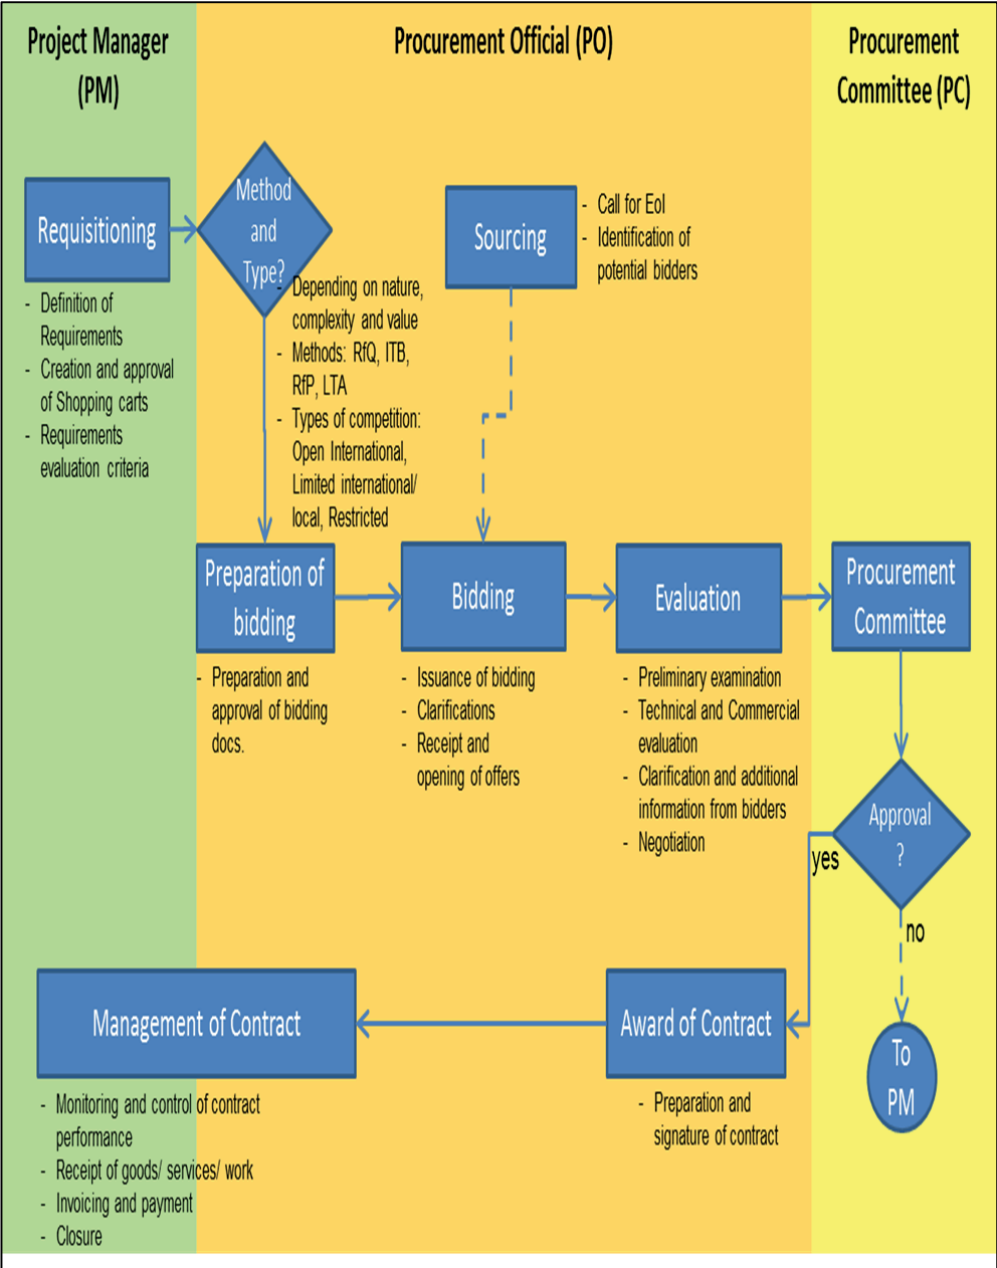 Project Manager
(PM)
Procurement Official (PO)
Procurement
Committee (PC)
Requisitioning
- Definition of
Requirements
- Creation and approval
of Shopping carts
- Requirements
evaluation criteria
Method
and
Type?
- Depending on nature,
complexity and value
- Methods: RfQ, ITB,
RfP, LTA
- Types of competition:
Open International,
Limited international/
local, Restricted
Sourcing
- Call for EoI
- Identification of
potential bidders
Preparation of
bidding
- Preparation and
approval of bidding
docs.
Bidding
- Issuance of bidding
- Clarifications
- Receipt and
opening of offers
Evaluation
- Preliminary examination
- Technical and Commercial
evaluation
- Clarification and additional
information from bidders
- Negotiation
Procurement
Committee
Approval
?
yes
no
To
PM
Award of Contract
- Preparation and
signature of contract
Management of Contract
- Monitoring and control of contract
performance
- Receipt of goods/ services/ work
- Invoicing and payment
- Closure